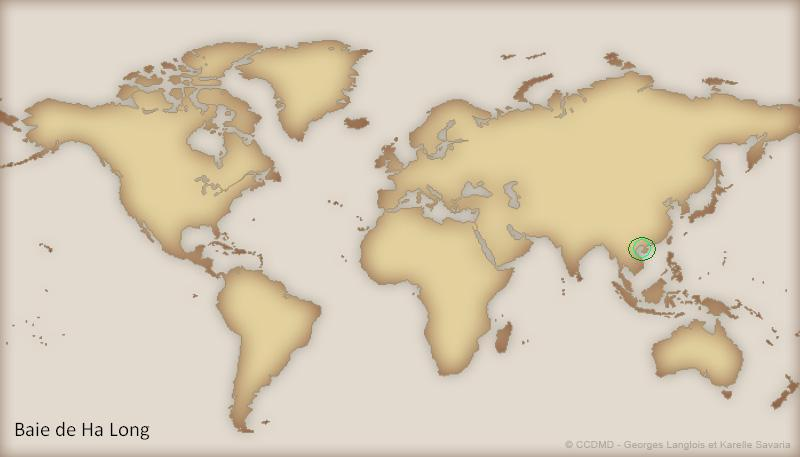 Baie de Ha Long
© CCDMD - Georges Langlois et Karelle Savaria